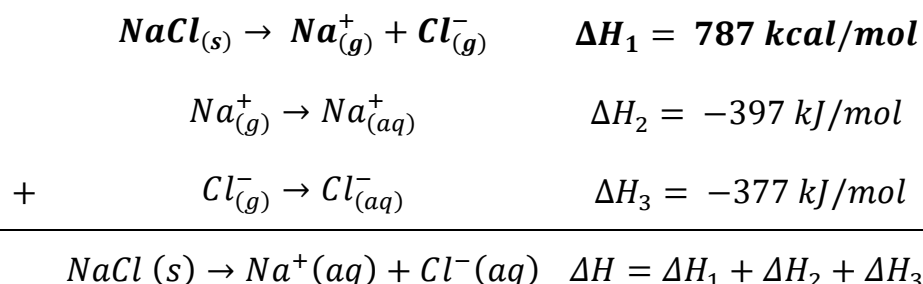 NaCl(s) → Na⁺(g) + Cl⁻(g) ΔH₁ = 787 kcal/mol
Na⁺(g) → Na⁺(aq) ΔH₂ = −397 kJ/mol
+ Cl⁻(g) → Cl⁻(aq) ΔH₃ = −377 kJ/mol
NaCl (s) → Na⁺(aq) + Cl⁻(aq) ΔH = ΔH₁ + ΔH₂ + ΔH₃